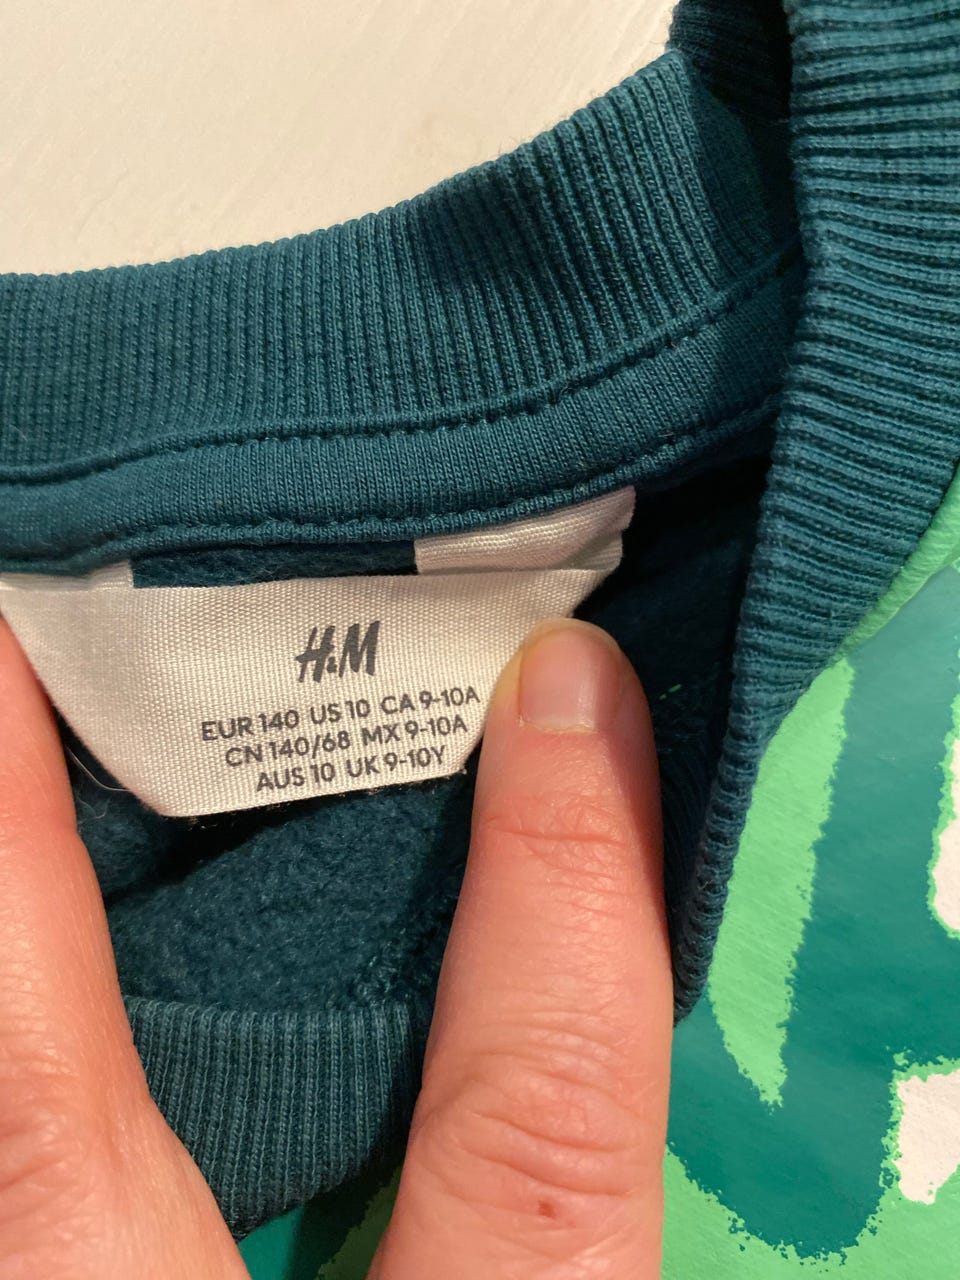 H&M
EUR 140 US 10 CA 9-10A
CN 140/68 MX 9-10A
AUS 10 UK 9-10Y